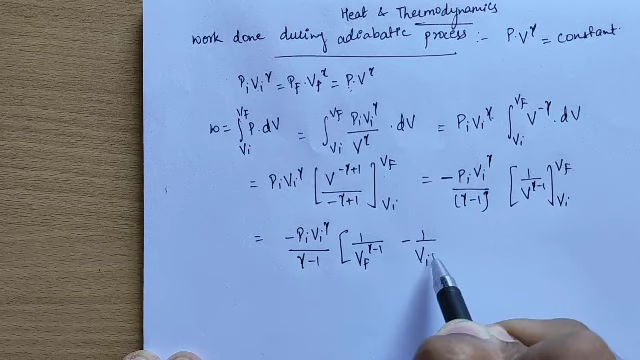 Heat & Thermodynamics
work done during adiabatic process :- P·V^γ = constant.
P_i V_i^γ = P_F·V_F^γ = P·V^γ
w = ∫_{V_i}^{V_F} P·dV = ∫_{V_i}^{V_F} P_i V_i^γ / V^γ · dV = P_i V_i^γ · ∫_{V_i}^{V_F} V^{-γ}·dV
= P_i V_i^γ [ V^{-γ+1} / -γ+1 ]_{V_i}^{V_F} = -P_i V_i^γ / (γ-1) [ 1 / V^{γ-1} ]_{V_i}^{V_F}
= -P_i V_i^γ / γ-1 [ 1 / V_F^{γ-1} - 1 / V_i